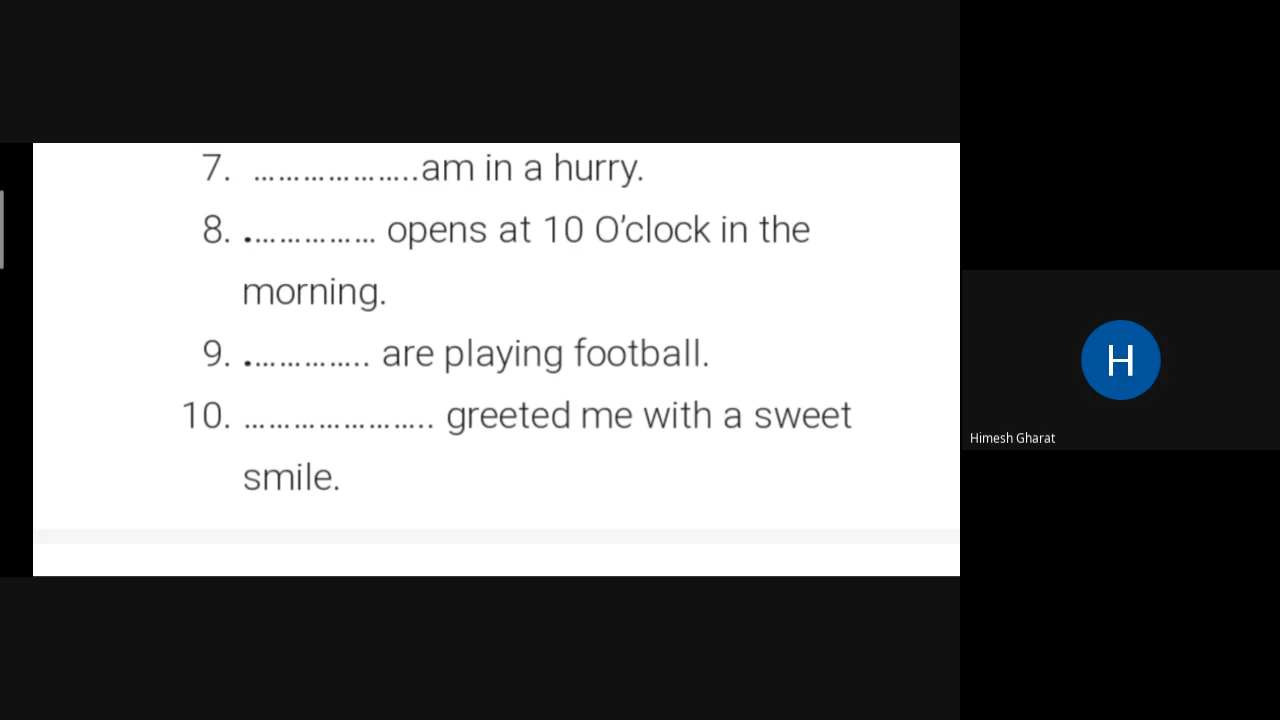 7. ………………..am in a hurry.
8. .…………… opens at 10 O’clock in the
morning.
9. .………….. are playing football.
10. ………………….. greeted me with a sweet
smile.
H
Himesh Gharat